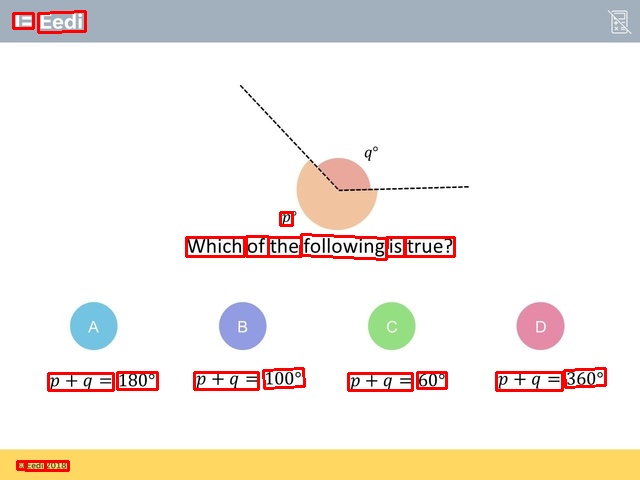 Eedi
q°
p°
Which of the following is true?
A B C D
p + q = 180° p + q = 100° p + q = 60° p + q = 360°
© Eedi 2018